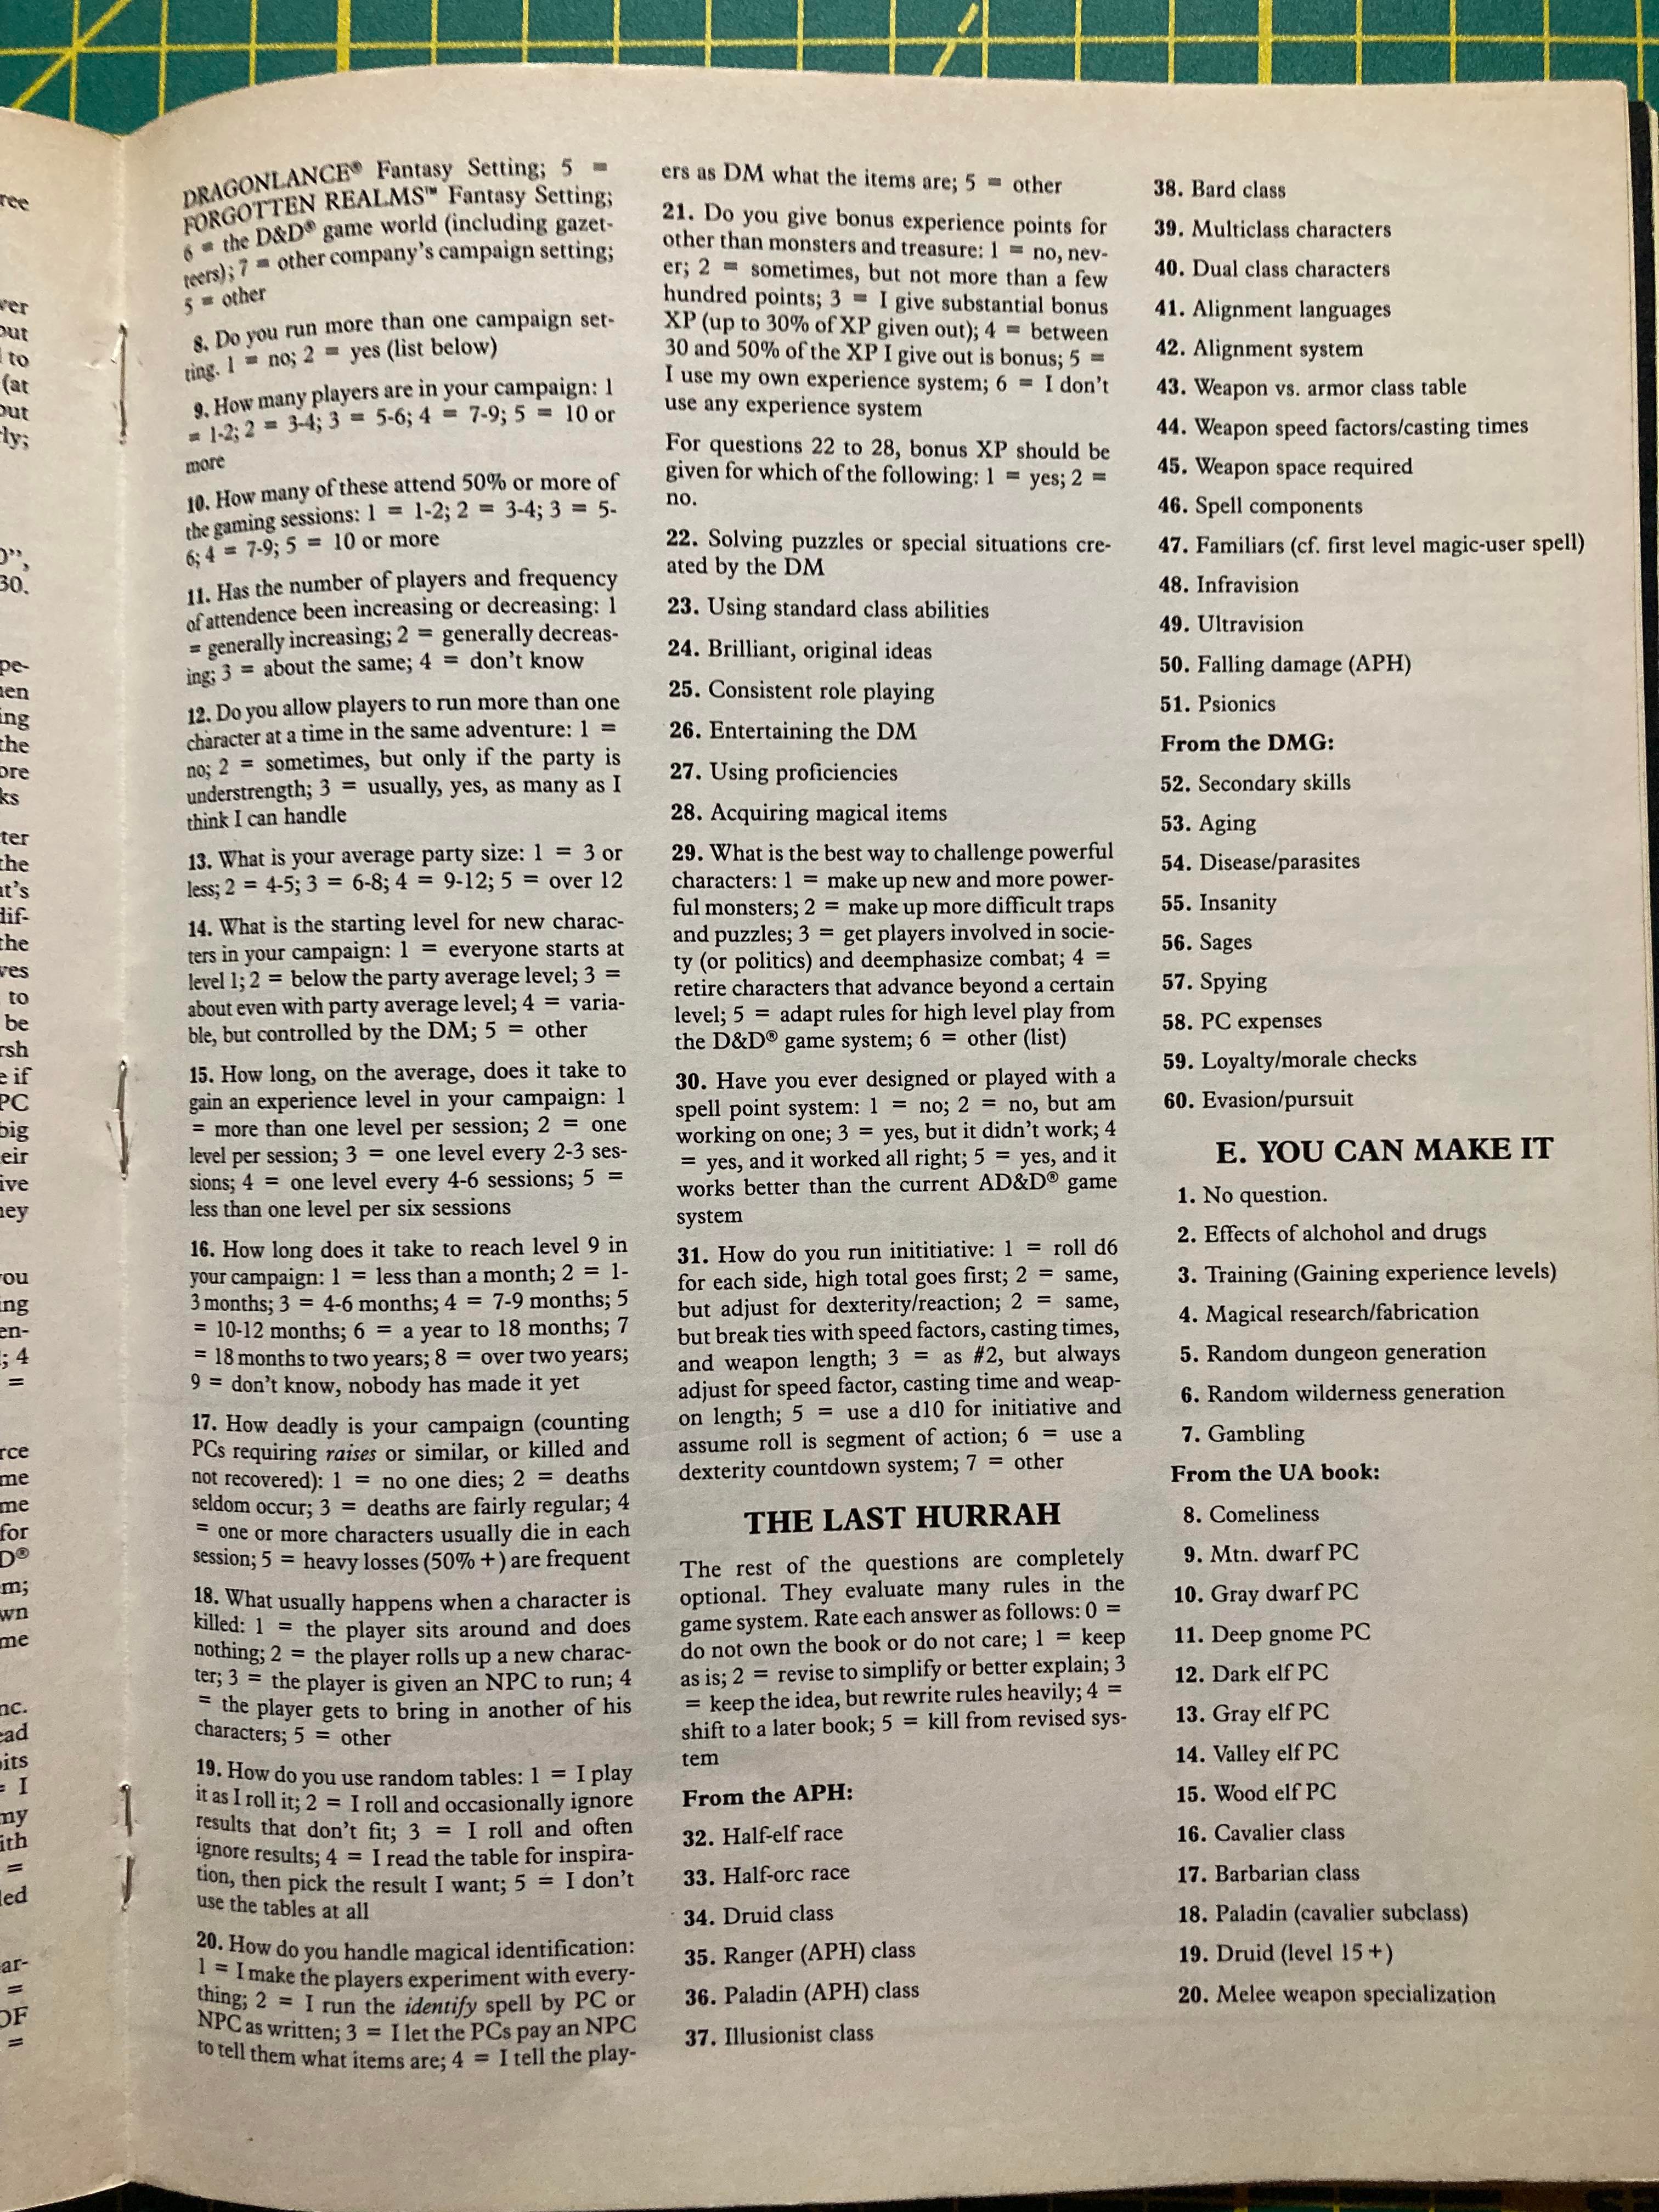 ree
ver
out
to
(at
out
rly;
0",
30.
pe-
nen
ing
the
ore
ks
ter
the
at's
dif-
the
ves
to
be
rsh
e if
PC
big
eir
ive
ney
you
ing
en-
; 4
=
rce
me
me
for
D®
m;
wn
me
nc.
ead
its
= I
my
ith
=
led
ar-
=
OF
=
DRAGONLANCE® Fantasy Setting; 5 =
FORGOTTEN REALMS™ Fantasy Setting;
6 = the D&D® game world (including gazet-
teers); 7 = other company's campaign setting;
5 = other
8. Do you run more than one campaign set-
ting. 1 = no; 2 = yes (list below)
9. How many players are in your campaign: 1
= 1-2; 2 = 3-4; 3 = 5-6; 4 = 7-9; 5 = 10 or
more
10. How many of these attend 50% or more of
the gaming sessions: 1 = 1-2; 2 = 3-4; 3 = 5-
6; 4 = 7-9; 5 = 10 or more
11. Has the number of players and frequency
of attendence been increasing or decreasing: 1
= generally increasing; 2 = generally decreas-
ing; 3 = about the same; 4 = don't know
12. Do you allow players to run more than one
character at a time in the same adventure: 1 =
no; 2 = sometimes, but only if the party is
understrength; 3 = usually, yes, as many as I
think I can handle
13. What is your average party size: 1 = 3 or
less; 2 = 4-5; 3 = 6-8; 4 = 9-12; 5 = over 12
14. What is the starting level for new charac-
ters in your campaign: 1 = everyone starts at
level 1; 2 = below the party average level; 3 =
about even with party average level; 4 = varia-
ble, but controlled by the DM; 5 = other
15. How long, on the average, does it take to
gain an experience level in your campaign: 1
= more than one level per session; 2 = one
level per session; 3 = one level every 2-3 ses-
sions; 4 = one level every 4-6 sessions; 5 =
less than one level per six sessions
16. How long does it take to reach level 9 in
your campaign: 1 = less than a month; 2 = 1-
3 months; 3 = 4-6 months; 4 = 7-9 months; 5
= 10-12 months; 6 = a year to 18 months; 7
= 18 months to two years; 8 = over two years;
9 = don't know, nobody has made it yet
17. How deadly is your campaign (counting
PCs requiring raises or similar, or killed and
not recovered): 1 = no one dies; 2 = deaths
seldom occur; 3 = deaths are fairly regular; 4
= one or more characters usually die in each
session; 5 = heavy losses (50%+) are frequent
18. What usually happens when a character is
killed: 1 = the player sits around and does
nothing; 2 = the player rolls up a new charac-
ter; 3 = the player is given an NPC to run; 4
= the player gets to bring in another of his
characters; 5 = other
19. How do you use random tables: 1 = I play
it as I roll it; 2 = I roll and occasionally ignore
results that don't fit; 3 = I roll and often
ignore results; 4 = I read the table for inspira-
tion, then pick the result I want; 5 = I don't
use the tables at all
20. How do you handle magical identification:
1 = I make the players experiment with every-
thing; 2 = I run the identify spell by PC or
NPC as written; 3 = I let the PCs pay an NPC
to tell them what items are; 4 = I tell the play-
ers as DM what the items are; 5 = other
21. Do you give bonus experience points for
other than monsters and treasure: 1 = no, nev-
er; 2 = sometimes, but not more than a few
hundred points; 3 = I give substantial bonus
XP (up to 30% of XP given out); 4 = between
30 and 50% of the XP I give out is bonus; 5 =
I use my own experience system; 6 = I don't
use any experience system
For questions 22 to 28, bonus XP should be
given for which of the following: 1 = yes; 2 =
no.
22. Solving puzzles or special situations cre-
ated by the DM
23. Using standard class abilities
24. Brilliant, original ideas
25. Consistent role playing
26. Entertaining the DM
27. Using proficiencies
28. Acquiring magical items
29. What is the best way to challenge powerful
characters: 1 = make up new and more power-
ful monsters; 2 = make up more difficult traps
and puzzles; 3 = get players involved in socie-
ty (or politics) and deemphasize combat; 4 =
retire characters that advance beyond a certain
level; 5 = adapt rules for high level play from
the D&D® game system; 6 = other (list)
30. Have you ever designed or played with a
spell point system: 1 = no; 2 = no, but am
working on one; 3 = yes, but it didn't work; 4
= yes, and it worked all right; 5 = yes, and it
works better than the current AD&D® game
system
31. How do you run inititiative: 1 = roll d6
for each side, high total goes first; 2 = same,
but adjust for dexterity/reaction; 2 = same,
but break ties with speed factors, casting times,
and weapon length; 3 = as #2, but always
adjust for speed factor, casting time and weap-
on length; 5 = use a d10 for initiative and
assume roll is segment of action; 6 = use a
dexterity countdown system; 7 = other
THE LAST HURRAH
The rest of the questions are completely
optional. They evaluate many rules in the
game system. Rate each answer as follows: 0 =
do not own the book or do not care; 1 = keep
as is; 2 = revise to simplify or better explain; 3
= keep the idea, but rewrite rules heavily; 4 =
shift to a later book; 5 = kill from revised sys-
tem
From the APH:
32. Half-elf race
33. Half-orc race
34. Druid class
35. Ranger (APH) class
36. Paladin (APH) class
37. Illusionist class
38. Bard class
39. Multiclass characters
40. Dual class characters
41. Alignment languages
42. Alignment system
43. Weapon vs. armor class table
44. Weapon speed factors/casting times
45. Weapon space required
46. Spell components
47. Familiars (cf. first level magic-user spell)
48. Infravision
49. Ultravision
50. Falling damage (APH)
51. Psionics
From the DMG:
52. Secondary skills
53. Aging
54. Disease/parasites
55. Insanity
56. Sages
57. Spying
58. PC expenses
59. Loyalty/morale checks
60. Evasion/pursuit
E. YOU CAN MAKE IT
1. No question.
2. Effects of alchohol and drugs
3. Training (Gaining experience levels)
4. Magical research/fabrication
5. Random dungeon generation
6. Random wilderness generation
7. Gambling
From the UA book:
8. Comeliness
9. Mtn. dwarf PC
10. Gray dwarf PC
11. Deep gnome PC
12. Dark elf PC
13. Gray elf PC
14. Valley elf PC
15. Wood elf PC
16. Cavalier class
17. Barbarian class
18. Paladin (cavalier subclass)
19. Druid (level 15+)
20. Melee weapon specialization